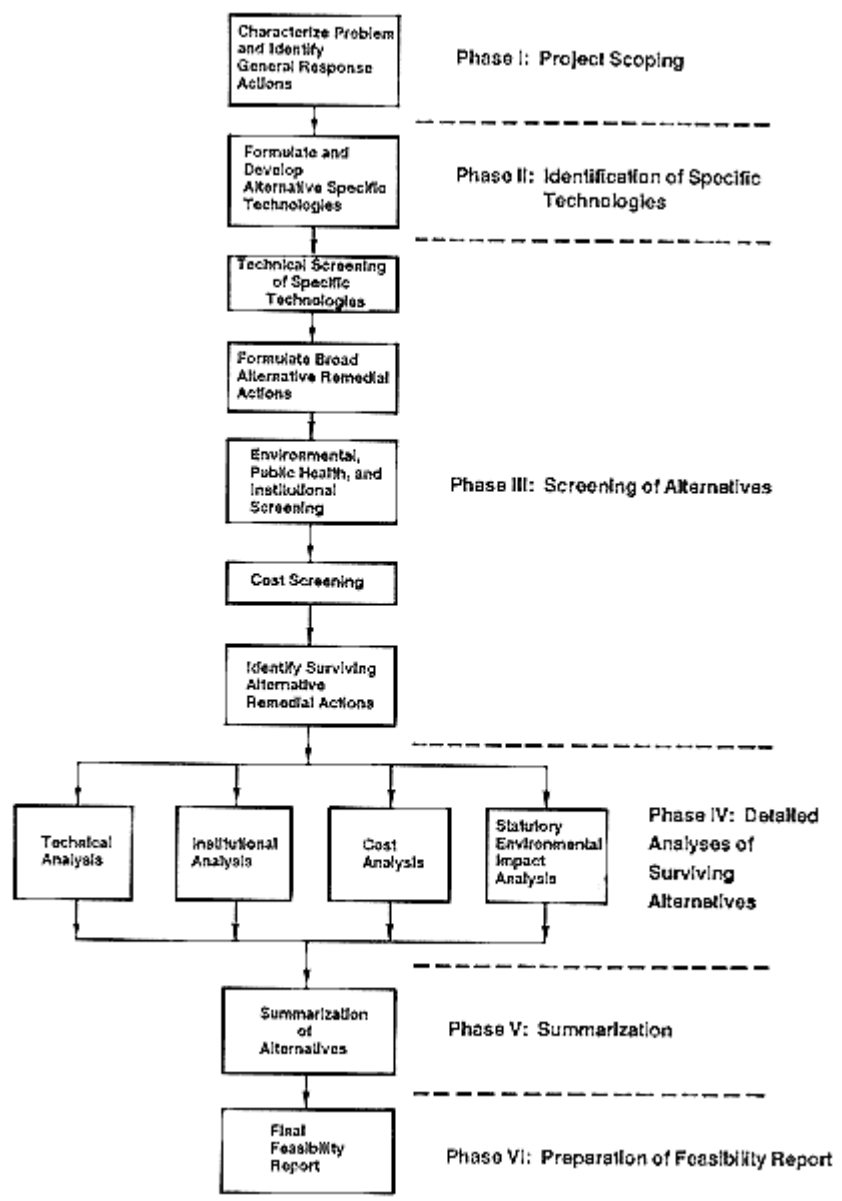 Characterize Problem
and Identify
General Response
Actions
Phase I: Project Scoping
Formulate and
Develop
Alternative Specific
Technologies
Phase II: Identification of Specific
Technologies
Technical Screening
of Specific
Technologies
Formulate Broad
Alternative Remedial
Actions
Environmental,
Public Health, and
Institutional
Screening
Phase III: Screening of Alternatives
Cost Screening
Identify Surviving
Alternative
Remedial Actions
Technical
Analysis
Institutional
Analysis
Cost
Analysis
Statutory
Environmental
Impact
Analysis
Phase IV: Detailed
Analyses of
Surviving
Alternatives
Summarization
of
Alternatives
Phase V: Summarization
Final
Feasibility
Report
Phase VI: Preparation of Feasibility Report